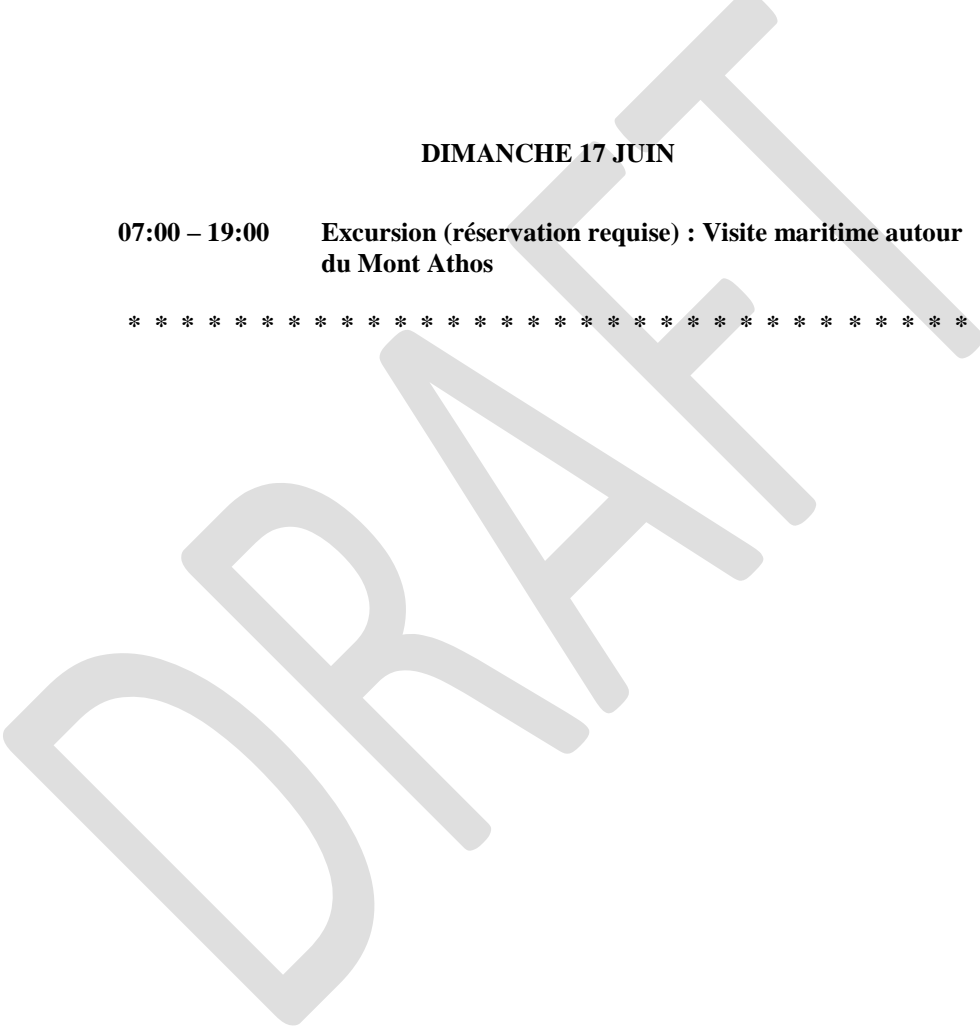 DIMANCHE 17 JUIN
07:00 – 19:00 Excursion (réservation requise) : Visite maritime autour
du Mont Athos
* * * * * * * * * * * * * * * * * * * * * * * * * * * * * * * *
DRAFT